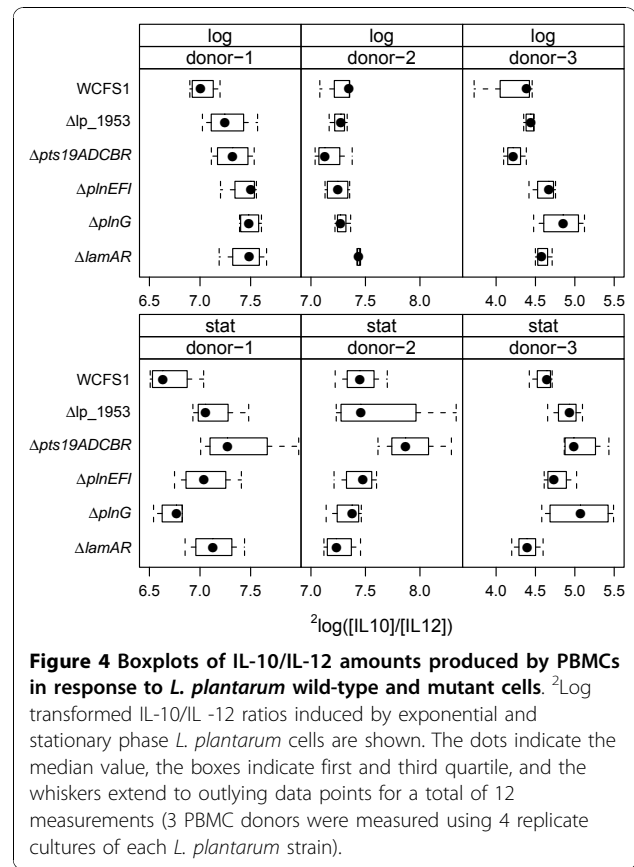 log log log
donor−1 donor−2 donor−3
WCFS1
Δlp_1953
Δpts19ADCBR
ΔplnEFI
ΔplnG
ΔlamAR
6.5 7.0 7.5 7.0 7.5 8.0 4.0 4.5 5.0 5.5
stat stat stat
donor−1 donor−2 donor−3
WCFS1
Δlp_1953
Δpts19ADCBR
ΔplnEFI
ΔplnG
ΔlamAR
6.5 7.0 7.5 7.0 7.5 8.0 4.0 4.5 5.0 5.5
²log([IL10]/[IL12])
Figure 4 Boxplots of IL-10/IL-12 amounts produced by PBMCs
in response to L. plantarum wild-type and mutant cells. ²Log
transformed IL-10/IL -12 ratios induced by exponential and
stationary phase L. plantarum cells are shown. The dots indicate the
median value, the boxes indicate first and third quartile, and the
whiskers extend to outlying data points for a total of 12
measurements (3 PBMC donors were measured using 4 replicate
cultures of each L. plantarum strain).